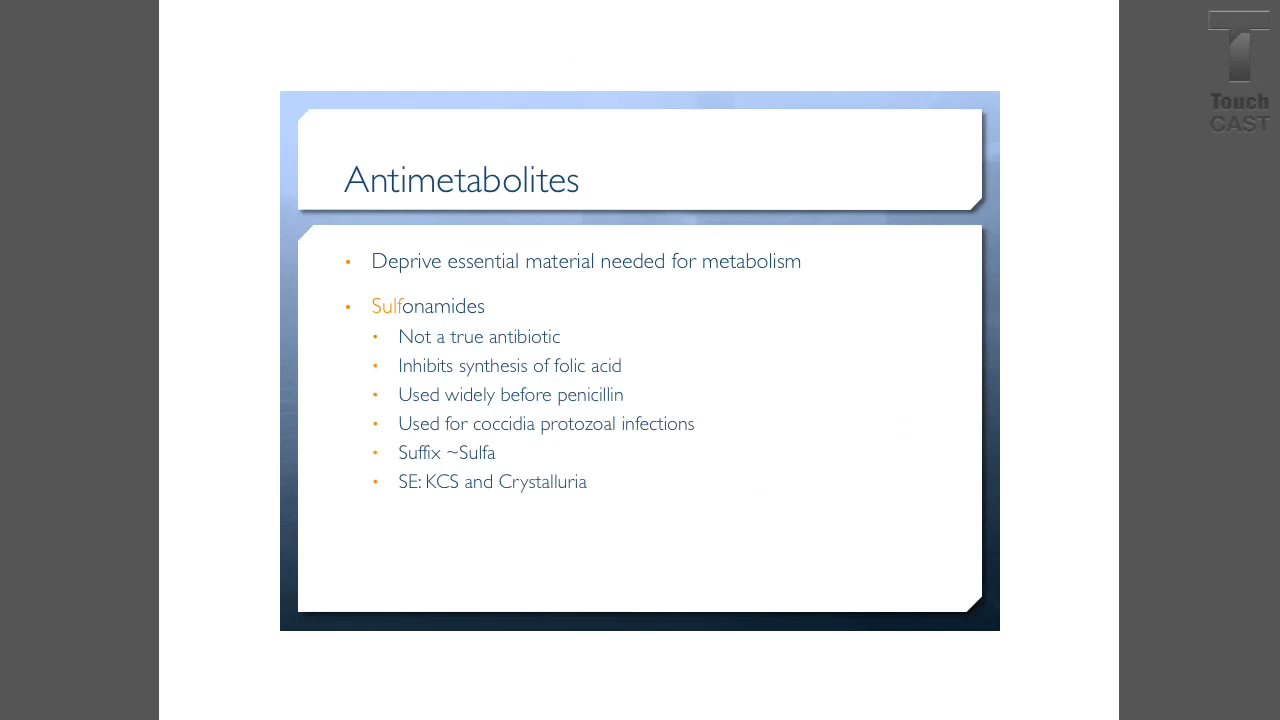 Touch
CAST
Antimetabolites
• Deprive essential material needed for metabolism
• Sulfonamides
• Not a true antibiotic
• Inhibits synthesis of folic acid
• Used widely before penicillin
• Used for coccidia protozoal infections
• Suffix ~Sulfa
• SE: KCS and Crystalluria